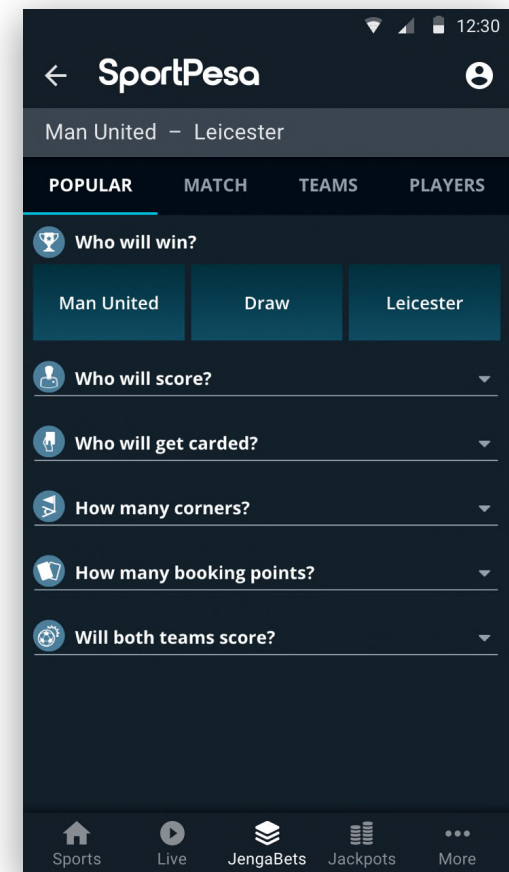 12:30
SportPesa
Man United – Leicester
POPULAR MATCH TEAMS PLAYERS
Who will win?
Man United Draw Leicester
Who will score?
Who will get carded?
How many corners?
How many booking points?
Will both teams score?
Sports Live JengaBets Jackpots More